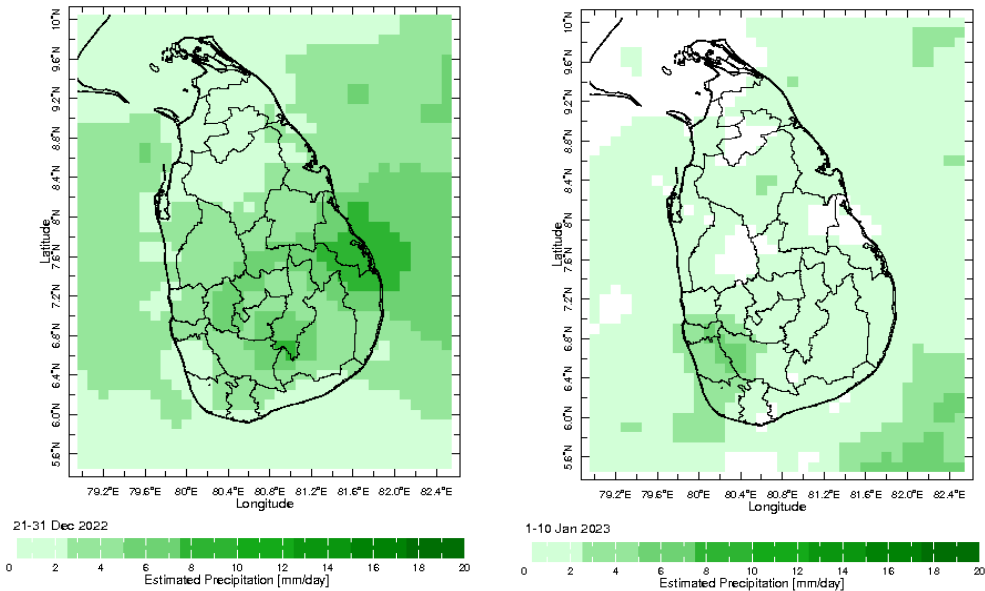 10°N
9.6°N
9.2°N
8.8°N
8.4°N
8°N
7.6°N
7.2°N
6.8°N
6.4°N
6.0°N
5.6°N
Latitude
79.2°E 79.6°E 80°E 80.4°E 80.8°E 81.2°E 81.6°E 82.0°E 82.4°E
Longitude
21-31 Dec 2022
0 2 4 6 8 10 12 14 16 18 20
Estimated Precipitation [mm/day]
10°N
9.6°N
9.2°N
8.8°N
8.4°N
8°N
7.6°N
7.2°N
6.8°N
6.4°N
6.0°N
5.6°N
Latitude
79.2°E 79.6°E 80°E 80.4°E 80.8°E 81.2°E 81.6°E 82.0°E 82.4°E
Longitude
1-10 Jan 2023
0 2 4 6 8 10 12 14 16 18 20
Estimated Precipitation [mm/day]